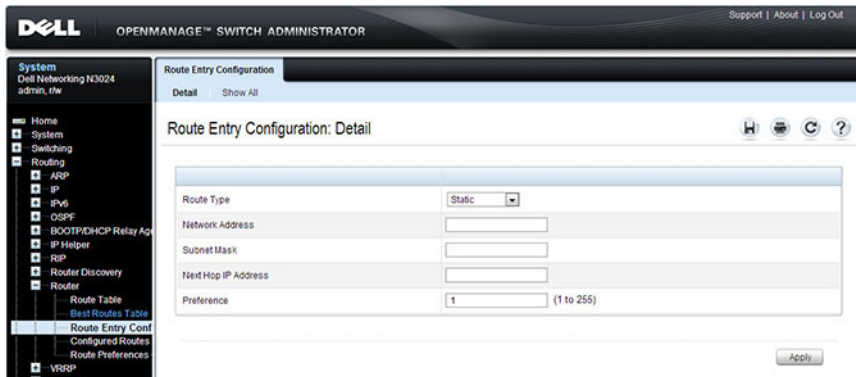 DELL
OPENMANAGE™ SWITCH ADMINISTRATOR
Support | About | Log Out
System
Dell Networking N3024
admin, r/w
Home
System
Switching
Routing
ARP
IP
IPv6
OSPF
BOOTP/DHCP Relay Age
IP Helper
RIP
Router Discovery
Router
Route Table
Best Routes Table
Route Entry Conf
Configured Routes
Route Preferences
VRRP
Route Entry Configuration
Detail Show All
Route Entry Configuration: Detail
Route Type Static
Network Address
Subnet Mask
Next Hop IP Address
Preference 1 (1 to 255)
Apply